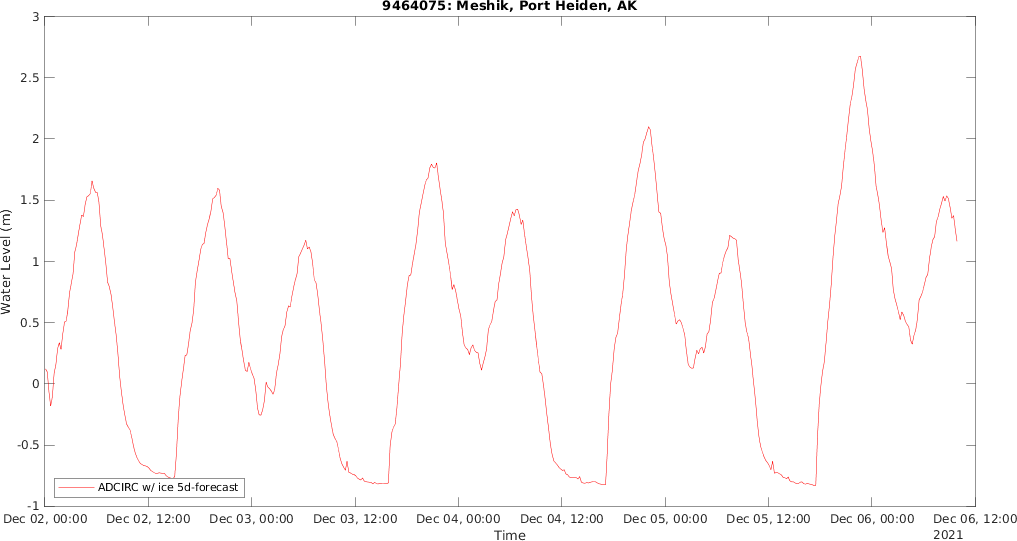 9464075: Meshik, Port Heiden, AK
3
2.5
2
1.5
1
0.5
0
-0.5
-1
Water Level (m)
ADCIRC w/ ice 5d-forecast
Dec 02, 00:00 Dec 02, 12:00 Dec 03, 00:00 Dec 03, 12:00 Dec 04, 00:00 Dec 04, 12:00 Dec 05, 00:00 Dec 05, 12:00 Dec 06, 00:00 Dec 06, 12:00
Time
2021